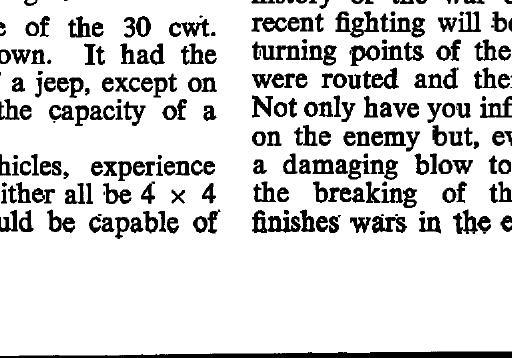 of the 30 cwt.
own. It had the
a jeep, except on
the capacity of a
hicles, experience
ither all be 4 × 4
uld be capable of
history of the war
recent fighting will be
turning points of the
were routed and the
Not only have you inf
on the enemy but, ev
a damaging blow to
the breaking of th
finishes wars in the e